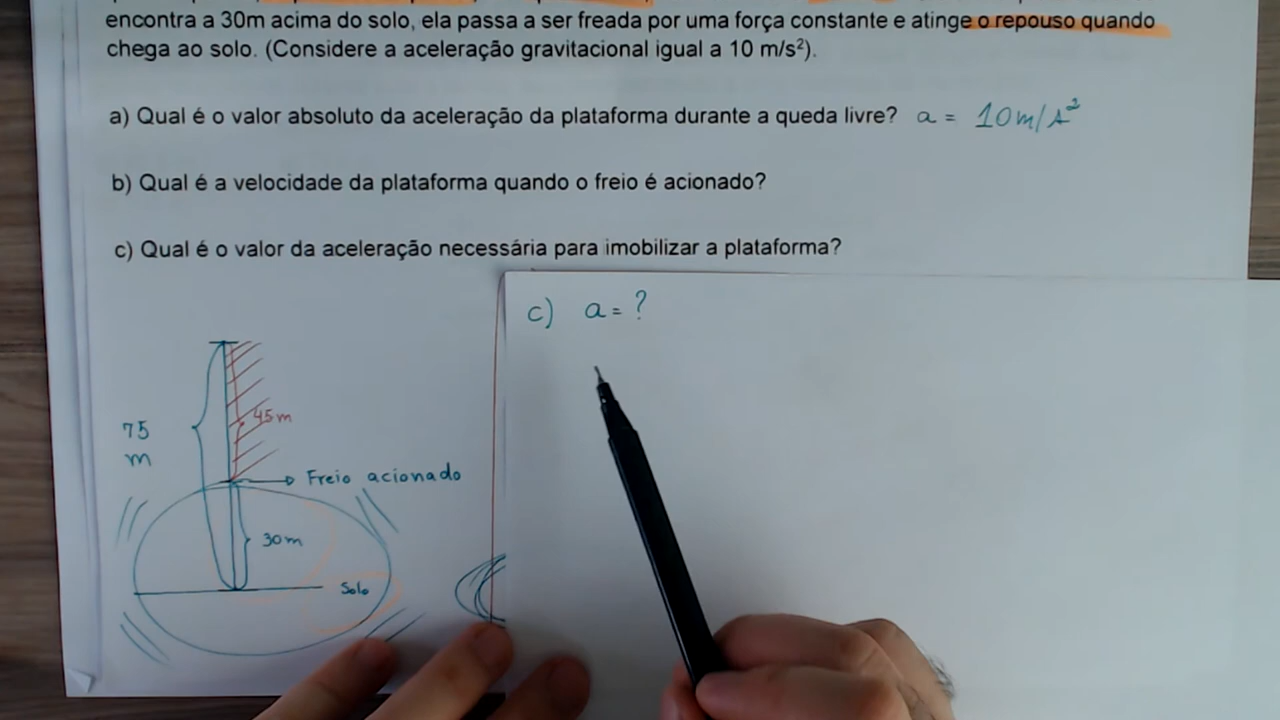 encontra a 30m acima do solo, ela passa a ser freada por uma força constante e atinge o repouso quando
chega ao solo. (Considere a aceleração gravitacional igual a 10 m/s²).
a) Qual é o valor absoluto da aceleração da plataforma durante a queda livre? a = 10m/s²
b) Qual é a velocidade da plataforma quando o freio é acionado?
c) Qual é o valor da aceleração necessária para imobilizar a plataforma?
c) a = ?
45m
75
m
Freio acionado
30m
Solo